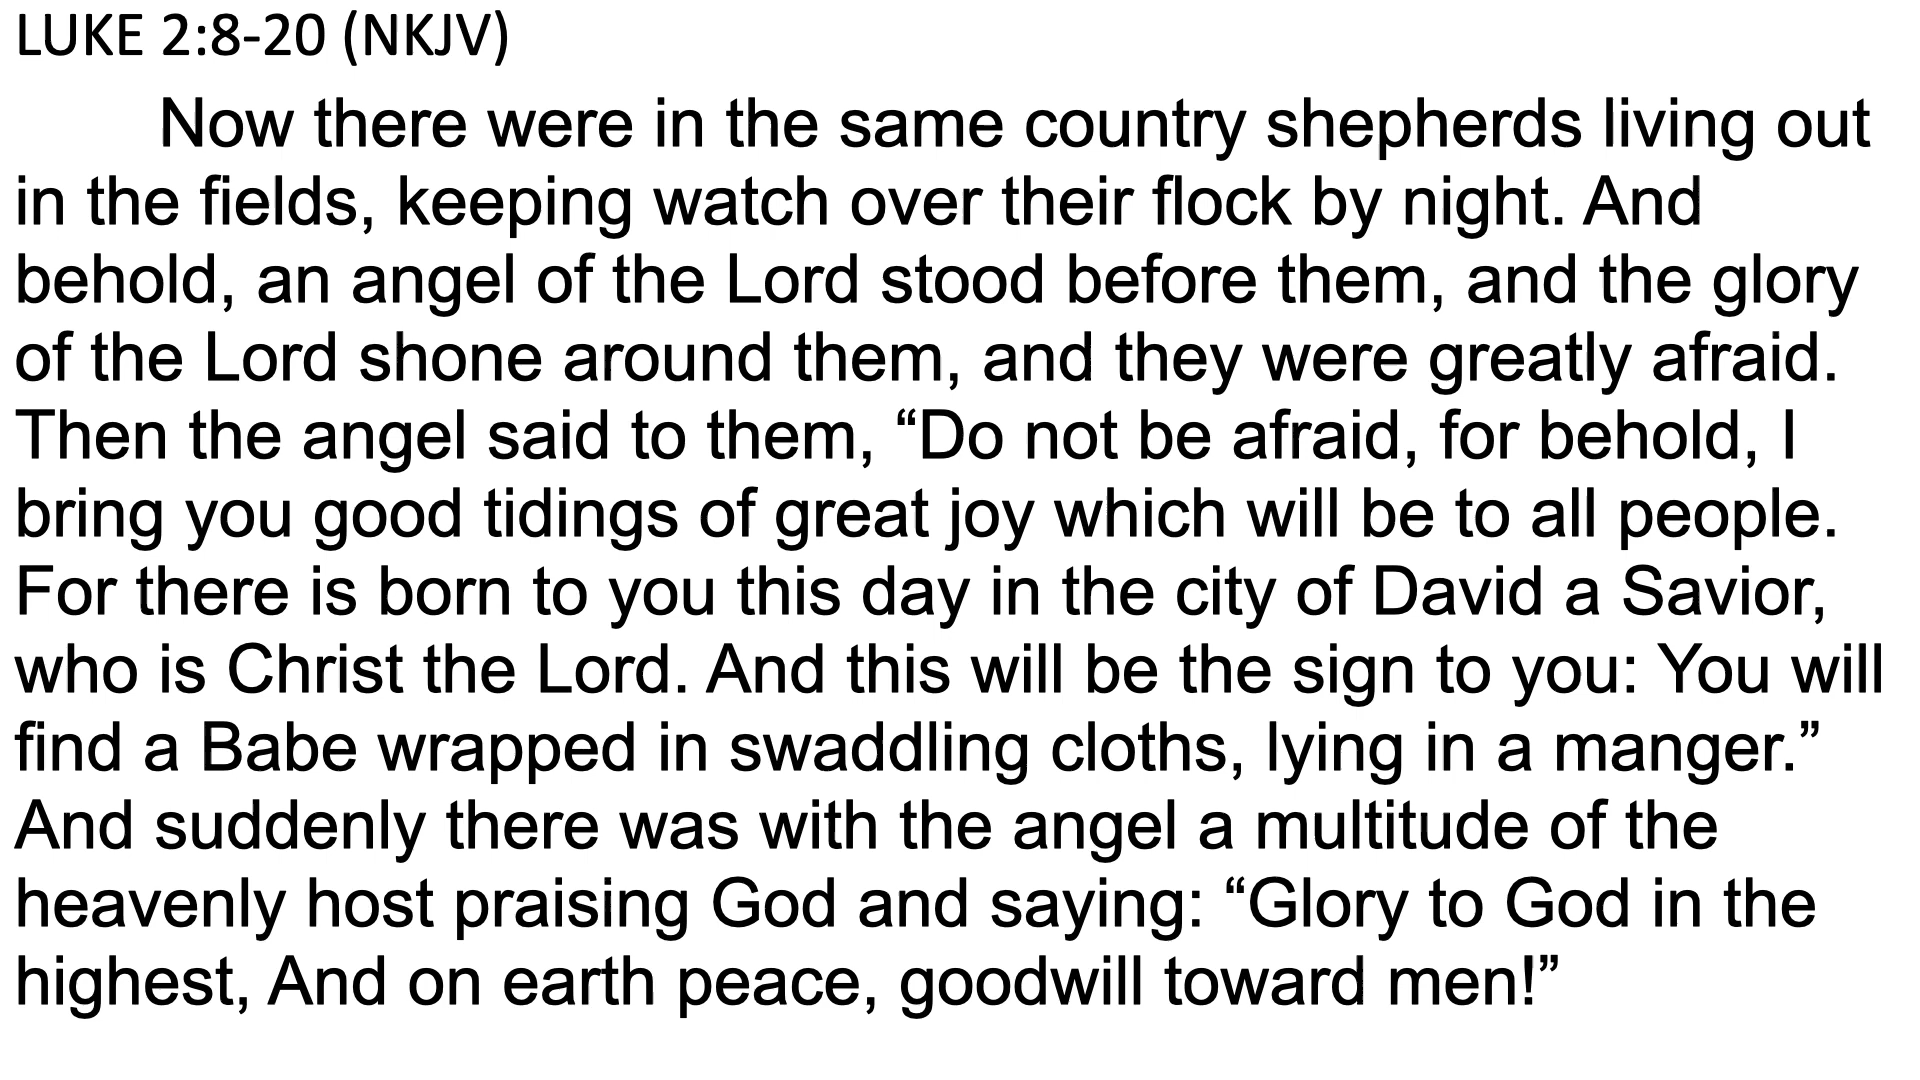 LUKE 2:8-20 (NKJV)
Now there were in the same country shepherds living out
in the fields, keeping watch over their flock by night. And
behold, an angel of the Lord stood before them, and the glory
of the Lord shone around them, and they were greatly afraid.
Then the angel said to them, “Do not be afraid, for behold, I
bring you good tidings of great joy which will be to all people.
For there is born to you this day in the city of David a Savior,
who is Christ the Lord. And this will be the sign to you: You will
find a Babe wrapped in swaddling cloths, lying in a manger.”
And suddenly there was with the angel a multitude of the
heavenly host praising God and saying: “Glory to God in the
highest, And on earth peace, goodwill toward men!”